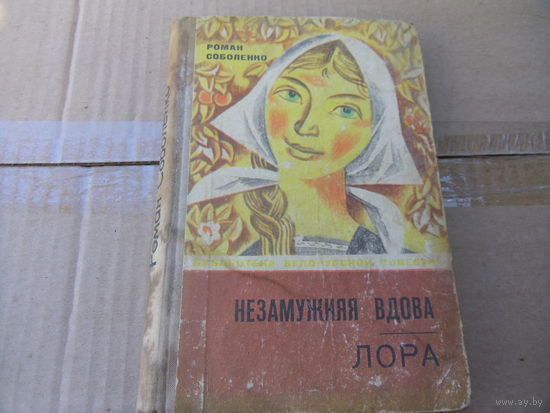 РОМАН
СОБОЛЕНКО
БИБЛИОТЕКА БЕЛОРУССКОЙ ПОВЕСТИ
НЕЗАМУЖНЯЯ ВДОВА
ЛОРА
РОМАН СОБОЛЕНКО
www.ay.by